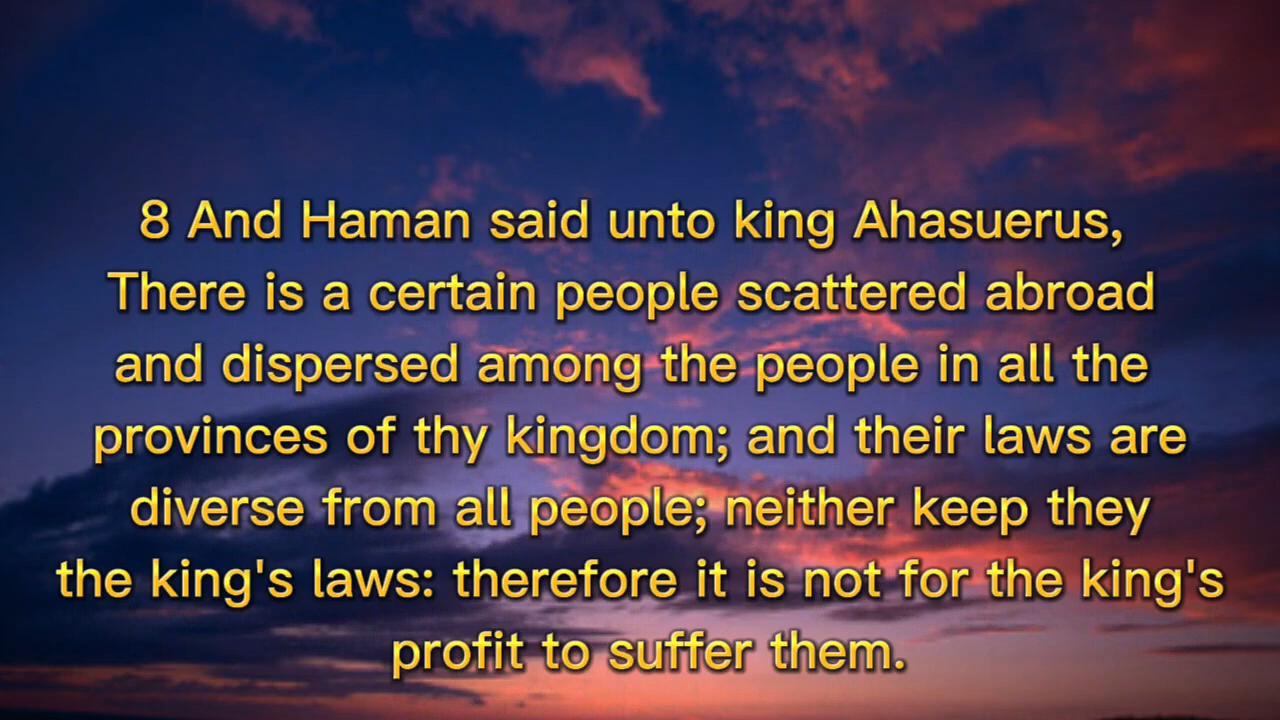 8 And Haman said unto king Ahasuerus,
There is a certain people scattered abroad
and dispersed among the people in all the
provinces of thy kingdom; and their laws are
diverse from all people; neither keep they
the king's laws: therefore it is not for the king's
profit to suffer them.